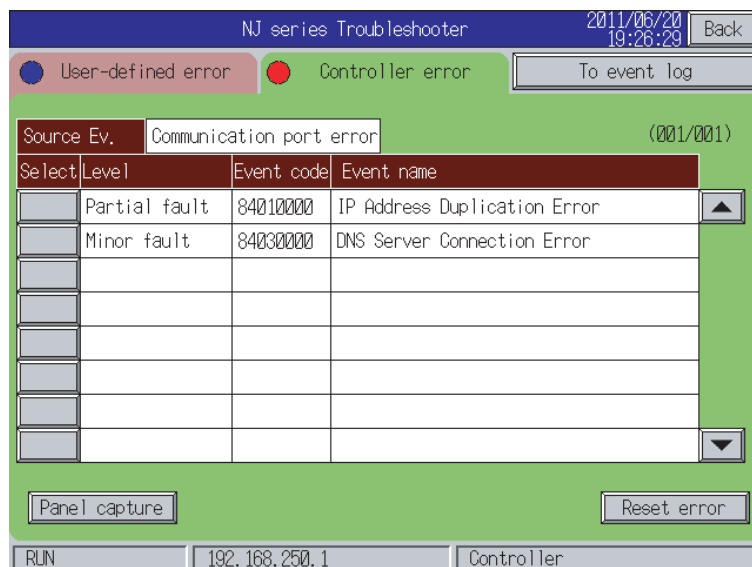 NJ series Troubleshooter
2011/06/20
19:26:29
Back
User-defined error
Controller error
To event log
Source Ev. Communication port error (001/001)
Select Level Event code Event name
Partial fault 84010000 IP Address Duplication Error
Minor fault 84030000 DNS Server Connection Error
Panel capture
Reset error
RUN 192.168.250.1 Controller